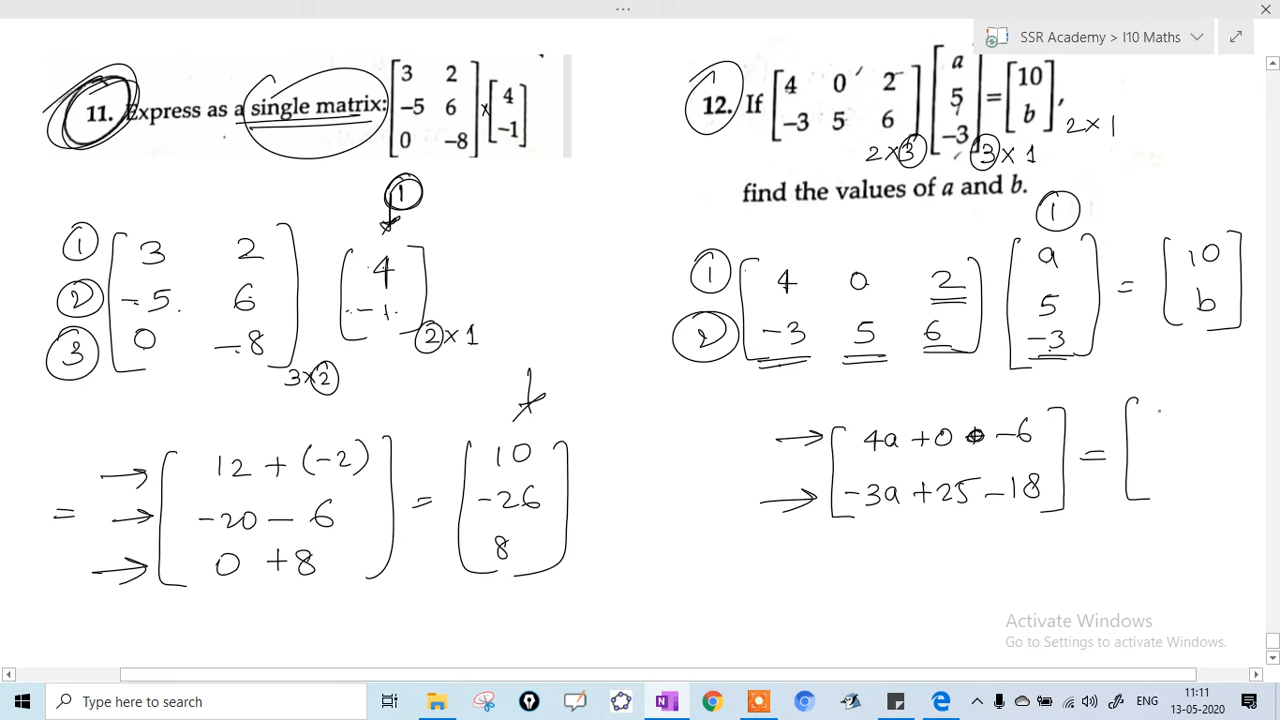 SSR Academy > I10 Maths
11. Express as a single matrix: [3 2 -5 6 0 -8] × [4 -1]
①
① [3 2
② -5 6
③ 0 -8] 3×2
[4
-1] 2×1
= [12 + (-2)
-20 - 6
0 + 8]
= [10
-26
8]
12. If [4 0 2 -3 5 6] [a 5 -3] = [10 b],
2×3 3×1 2×1
find the values of a and b.
①
① [4 0 2] [a = [10
② -3 5 6] 5 b]
-3]
[4a + 0 -6
-3a + 25 - 18] = [
Activate Windows
Go to Settings to activate Windows.
Type here to search
11:11
13-05-2020